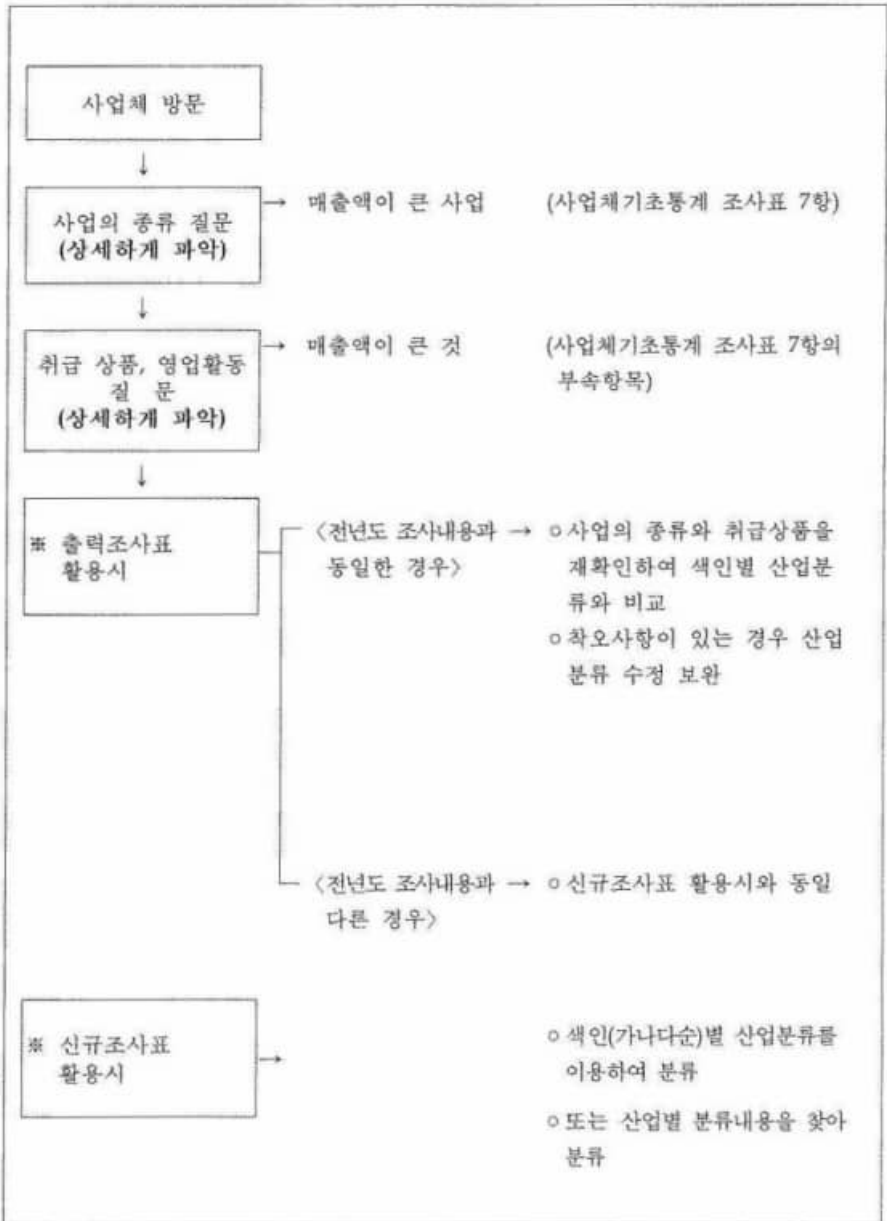 사업체 방문
↓
사업의 종류 질문
(상세하게 파악)
→ 매출액이 큰 사업 (사업체기초통계 조사표 7항)
↓
취급 상품, 영업활동
질 문
(상세하게 파악)
→ 매출액이 큰 것 (사업체기초통계 조사표 7항의
부속항목)
↓
※ 출력조사표
활용시
〈전년도 조사내용과 → ○ 사업의 종류와 취급상품을
동일한 경우〉 재확인하여 색인별 산업분
류와 비교
○ 착오사항이 있는 경우 산업
분류 수정 보완
〈전년도 조사내용과 → ○ 신규조사표 활용시와 동일
다른 경우〉
※ 신규조사표
활용시
→ ○ 색인(가나다순)별 산업분류를
이용하여 분류
○ 또는 산업별 분류내용을 찾아
분류